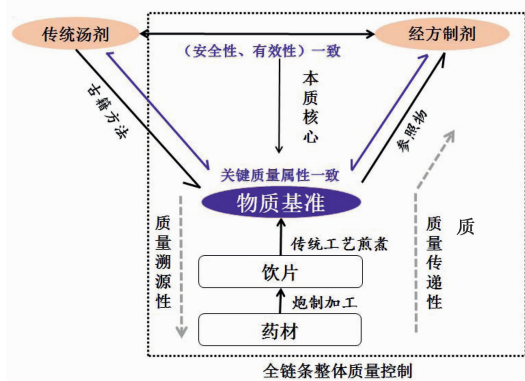 传统汤剂
经方制剂
（安全性、有效性）一致
本质核心
古籍方法
参照物
关键质量属性一致
物质基准
质量溯源性
传统工艺煎煮
质量传递性
质
饮片
炮制加工
药材
全链条整体质量控制